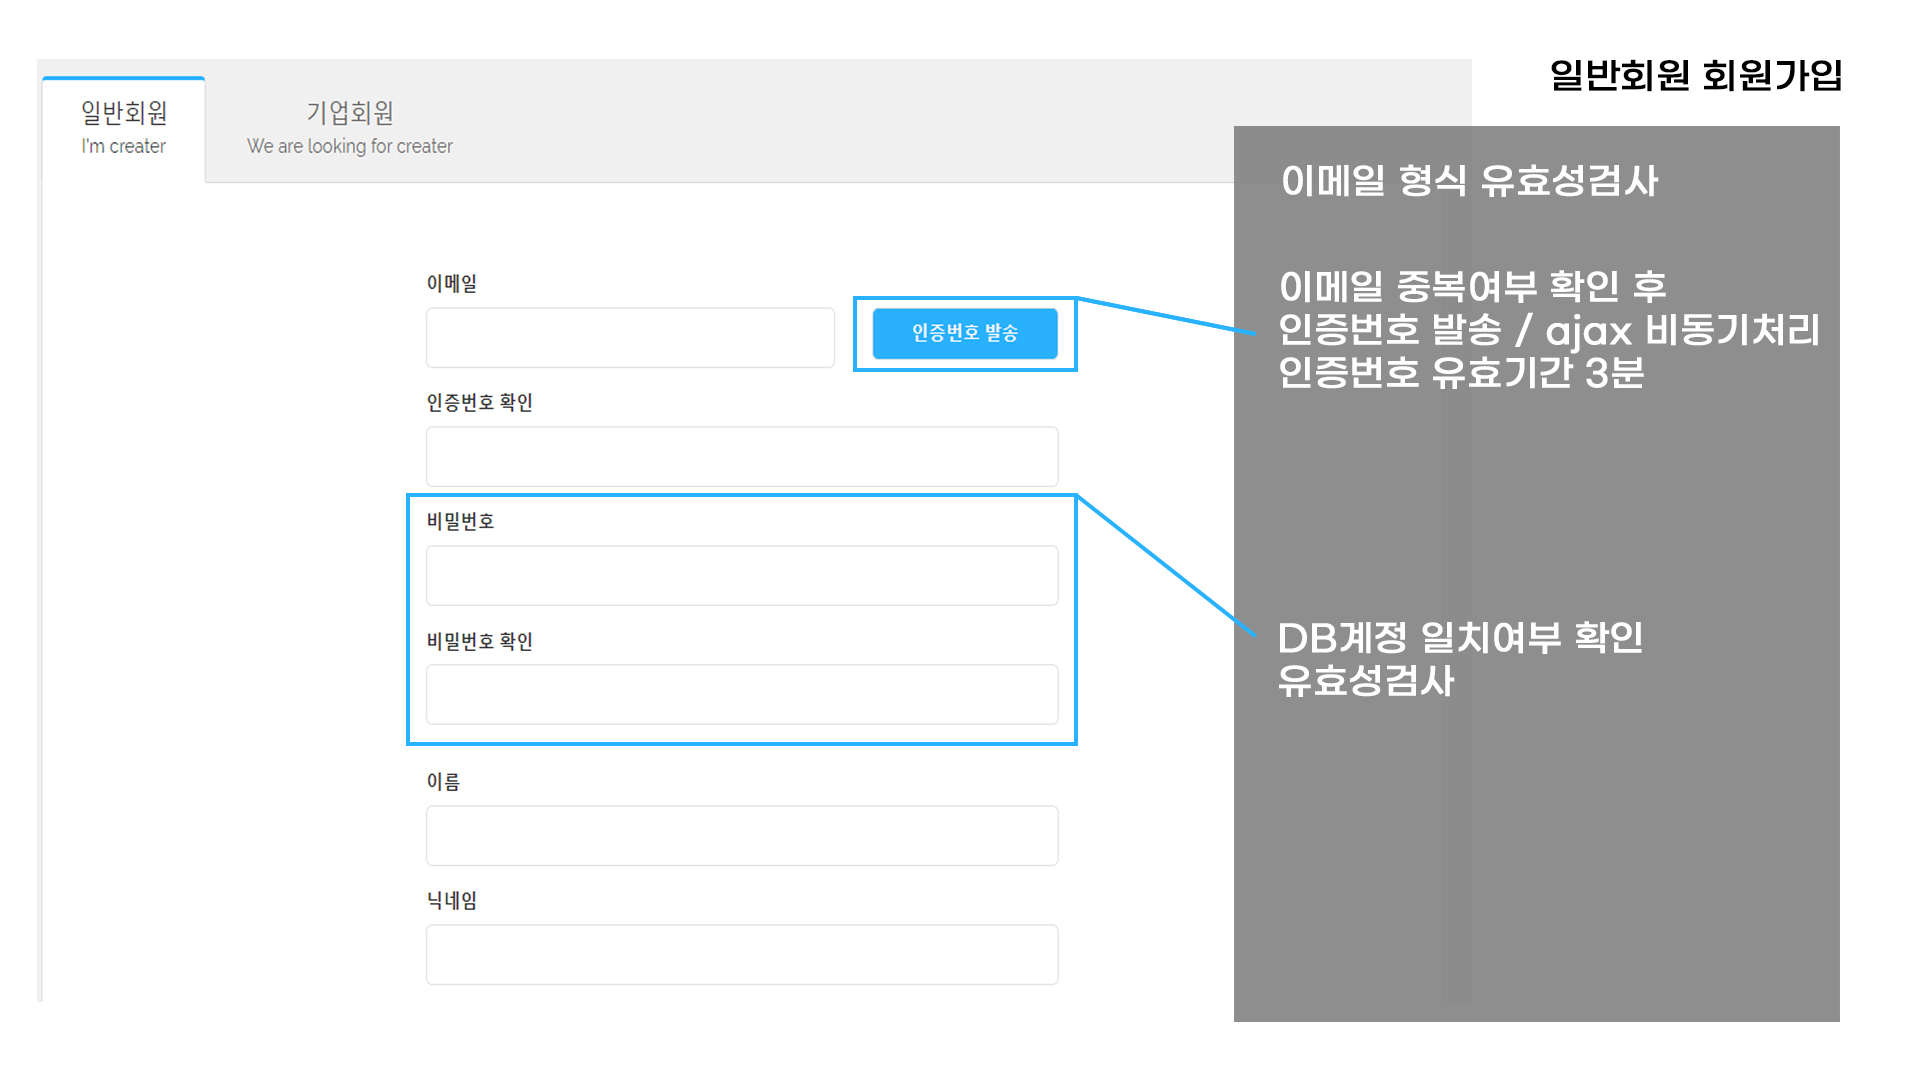 일반회원 회원가입
일반회원
I'm creater
기업회원
We are looking for creater
이메일
인증번호 발송
인증번호 확인
비밀번호
비밀번호 확인
이름
닉네임
이메일 형식 유효성검사
이메일 중복여부 확인 후
인증번호 발송 / ajax 비동기처리
인증번호 유효기간 3분
DB계정 일치여부 확인
유효성검사